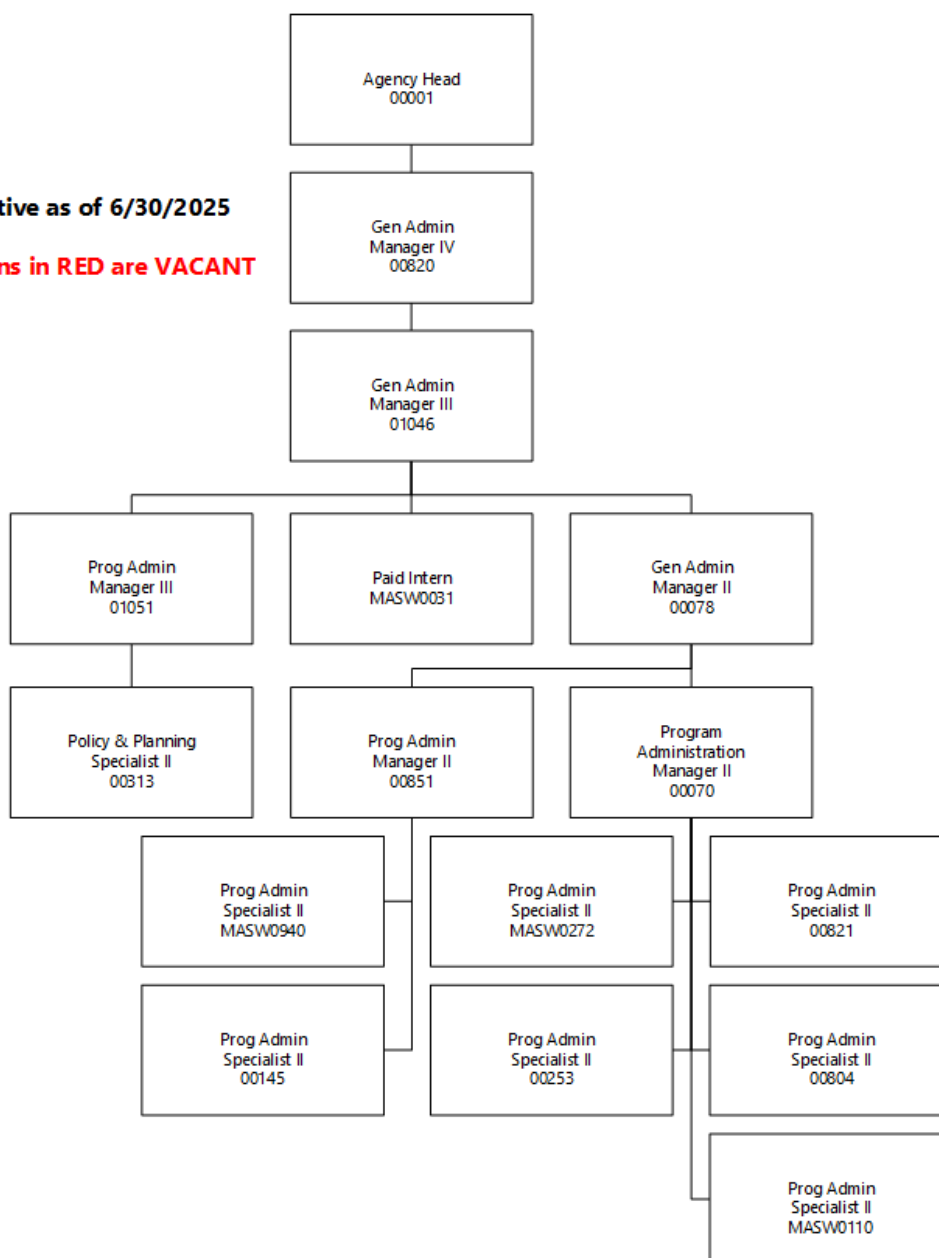 Agency Head
00001
tive as of 6/30/2025
Gen Admin
Manager IV
00820
ns in RED are VACANT
Gen Admin
Manager III
01046
Prog Admin
Manager III
01051
Paid Intern
MASW0031
Gen Admin
Manager II
00078
Policy & Planning
Specialist II
00313
Prog Admin
Manager II
00851
Program
Administration
Manager II
00070
Prog Admin
Specialist II
MASW0940
Prog Admin
Specialist II
MASW0272
Prog Admin
Specialist II
00821
Prog Admin
Specialist II
00145
Prog Admin
Specialist II
00253
Prog Admin
Specialist II
00804
Prog Admin
Specialist II
MASW0110